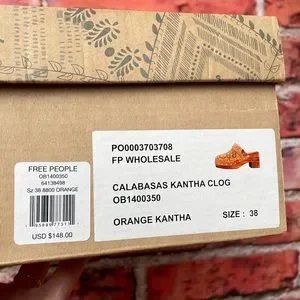 FREE PEOPLE
OB1400350
64138498
Sz 38 8800 ORANGE
USD $148.00
PO0003703708
FP WHOLESALE
CALABASAS KANTHA CLOG
OB1400350
ORANGE KANTHA
SIZE : 38